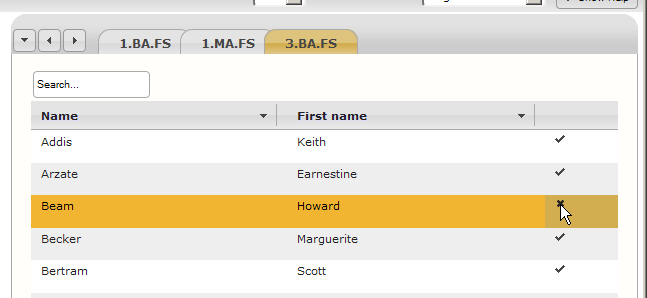 1.BA.FS 1.MA.FS 3.BA.FS
Search...
Name First name
Addis Keith
Arzate Earnestine
Beam Howard
Becker Marguerite
Bertram Scott